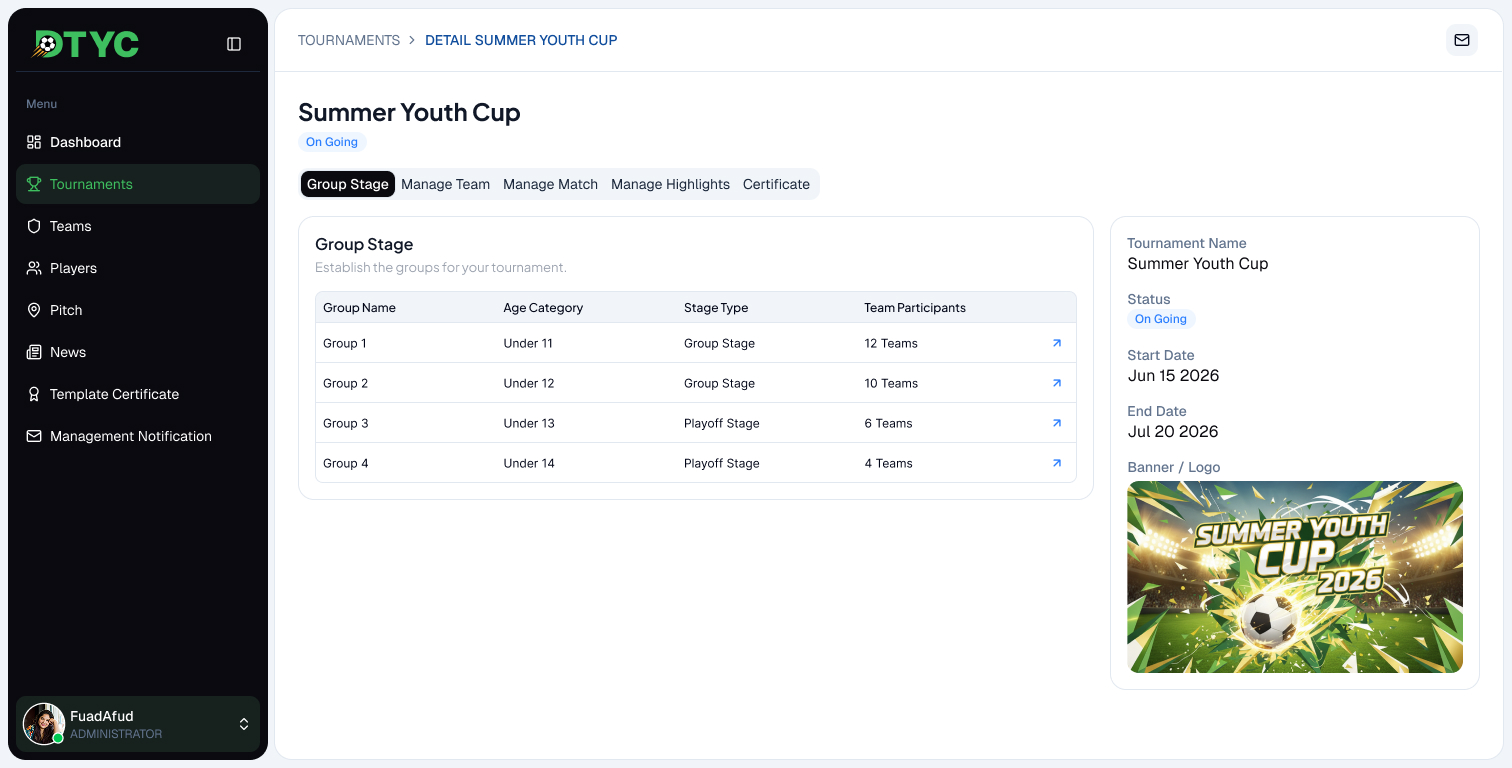 DTYC
Menu
Dashboard
Tournaments
Teams
Players
Pitch
News
Template Certificate
Management Notification
FuadAfud
ADMINISTRATOR
TOURNAMENTS > DETAIL SUMMER YOUTH CUP
Summer Youth Cup
On Going
Group Stage Manage Team Manage Match Manage Highlights Certificate
Group Stage
Establish the groups for your tournament.
Group Name Age Category Stage Type Team Participants
Group 1 Under 11 Group Stage 12 Teams
Group 2 Under 12 Group Stage 10 Teams
Group 3 Under 13 Playoff Stage 6 Teams
Group 4 Under 14 Playoff Stage 4 Teams
Tournament Name
Summer Youth Cup
Status
On Going
Start Date
Jun 15 2026
End Date
Jul 20 2026
Banner / Logo
SUMMER YOUTH
CUP
2026